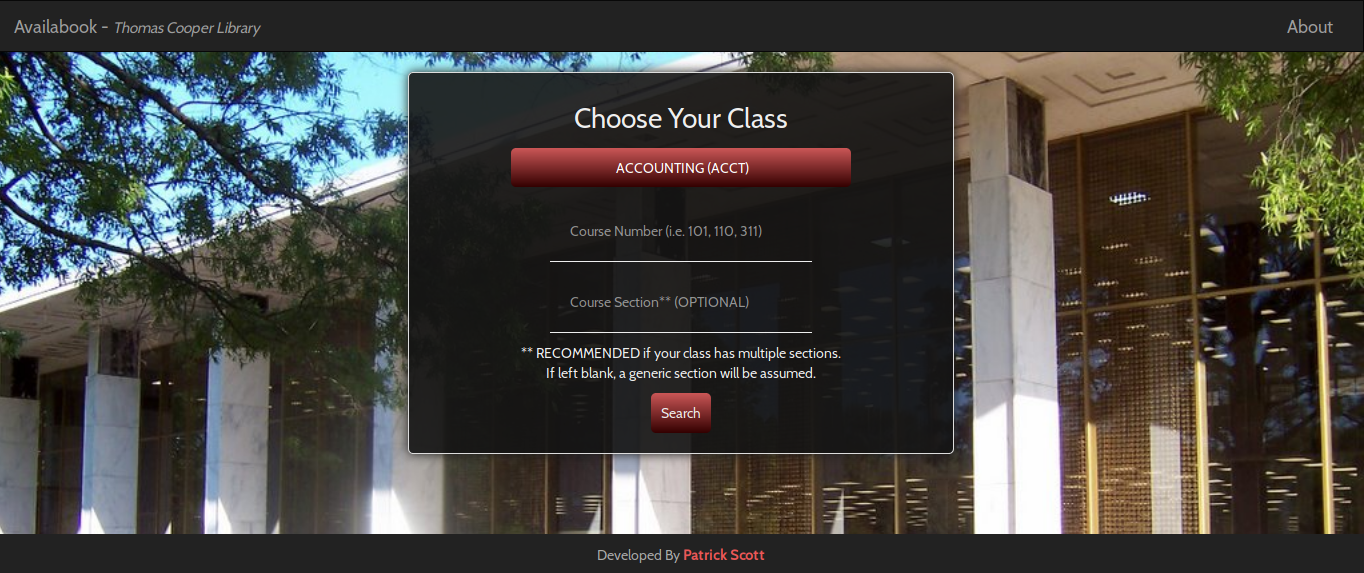 Availabook - Thomas Cooper Library
About
Choose Your Class
ACCOUNTING (ACCT)
Course Number (i.e. 101, 110, 311)
Course Section** (OPTIONAL)
** RECOMMENDED if your class has multiple sections.
If left blank, a generic section will be assumed.
Search
Developed By Patrick Scott